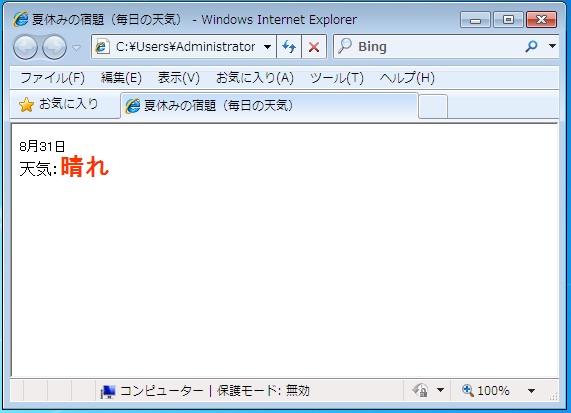 夏休みの宿題（毎日の天気） - Windows Internet Explorer
C:¥Users¥Administrator
Bing
ファイル(F) 編集(E) 表示(V) お気に入り(A) ツール(T) ヘルプ(H)
お気に入り 夏休みの宿題（毎日の天気）
8月31日
天気:晴れ
コンピューター | 保護モード: 無効 100%